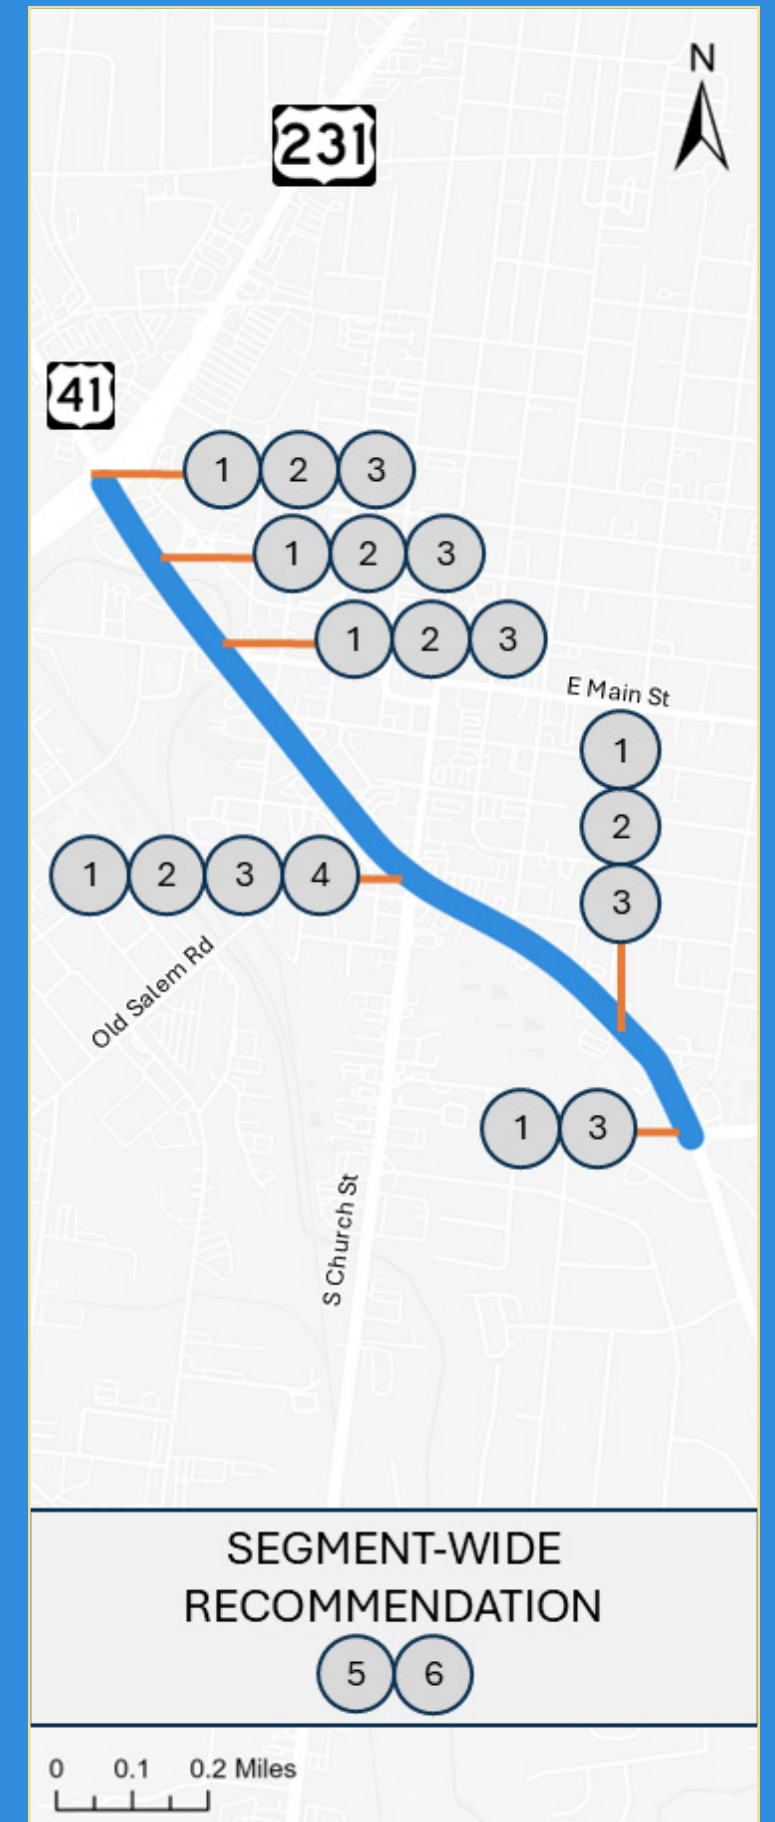 N
231
41
1 2 3
1 2 3
1 2 3
E Main St
1
2
3
1 2 3 4
Old Salem Rd
1 3
S Church St
SEGMENT-WIDE
RECOMMENDATION
5 6
0 0.1 0.2 Miles